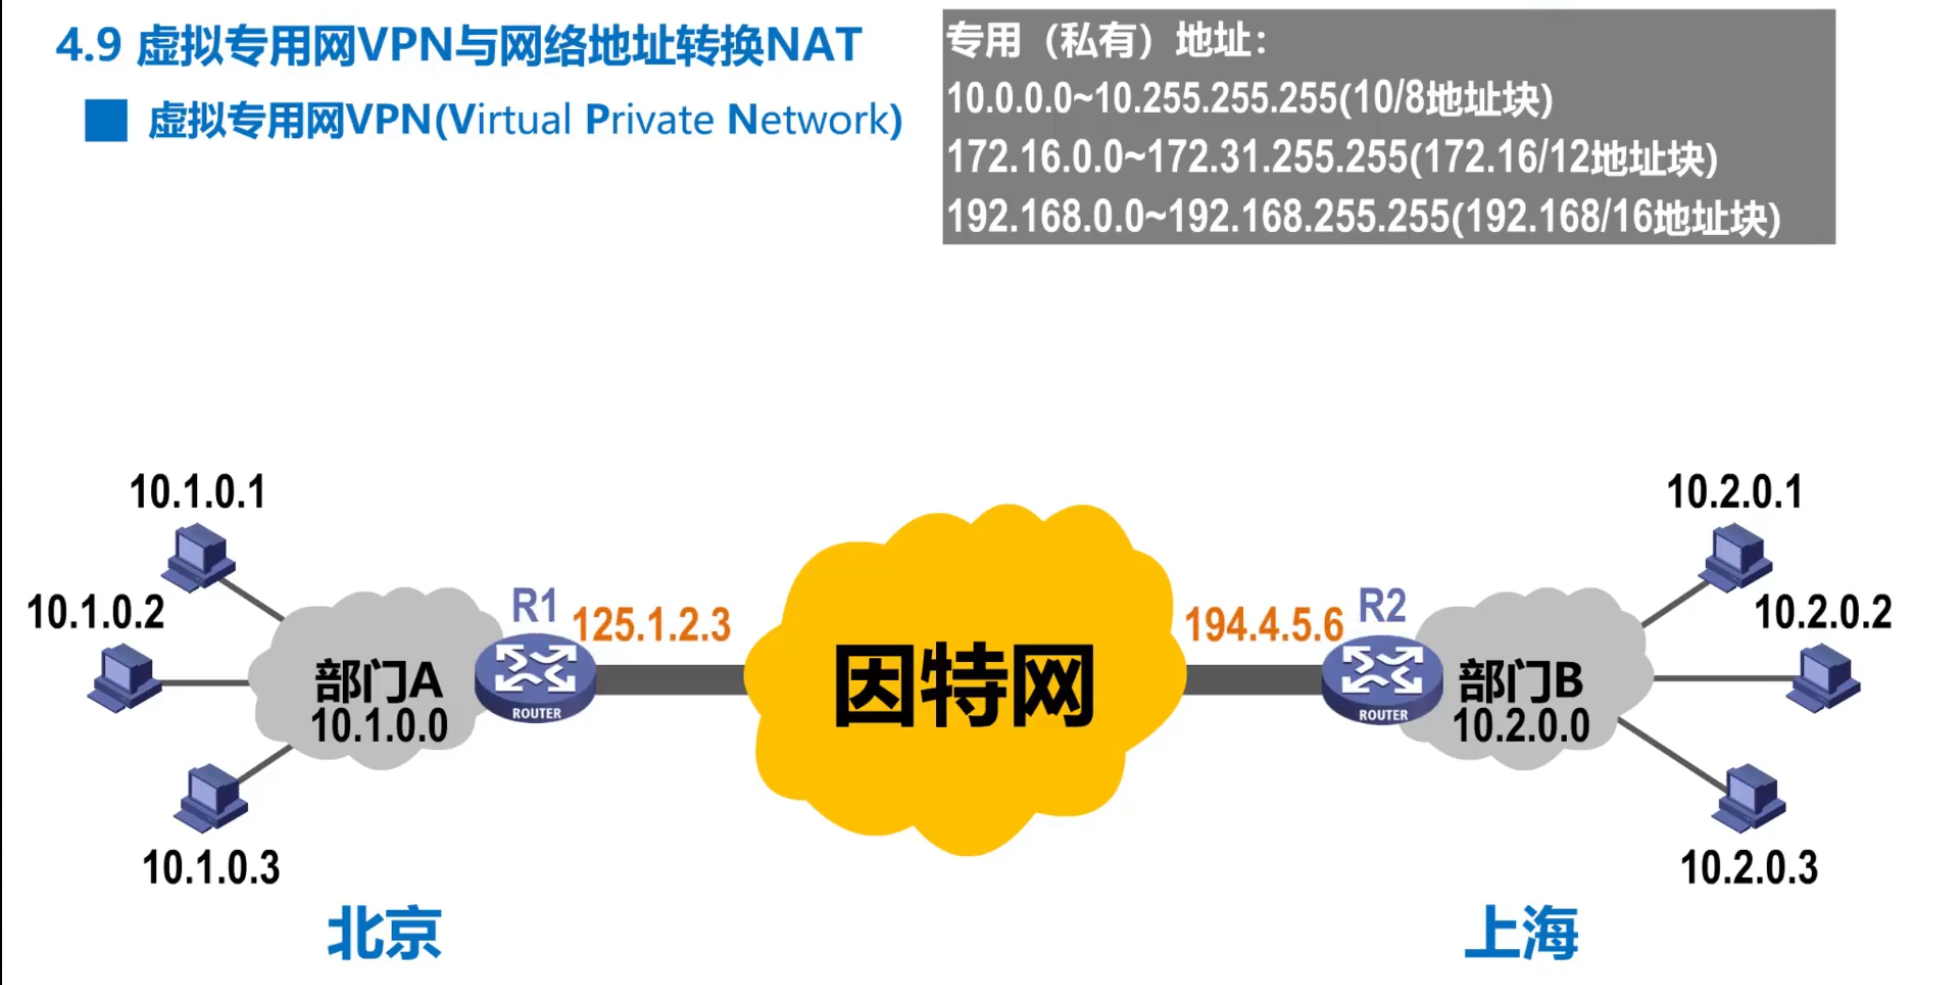 4.9 虚拟专用网VPN与网络地址转换NAT
虚拟专用网VPN(Virtual Private Network)
专用（私有）地址：
10.0.0.0~10.255.255.255(10/8地址块)
172.16.0.0~172.31.255.255(172.16/12地址块)
192.168.0.0~192.168.255.255(192.168/16地址块)
10.1.0.1
10.1.0.2
10.1.0.3
部门A
10.1.0.0
R1
ROUTER
125.1.2.3
因特网
194.4.5.6
R2
ROUTER
部门B
10.2.0.0
10.2.0.1
10.2.0.2
10.2.0.3
北京
上海